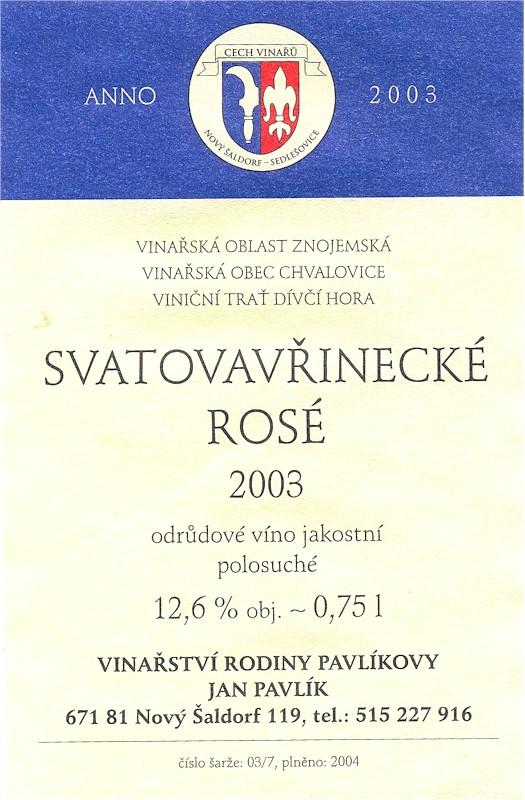 CECH VINAŘŮ
ANNO 2003
NOVÝ ŠALDORF – SEDLEŠOVICE
VINAŘSKÁ OBLAST ZNOJEMSKÁ
VINAŘSKÁ OBEC CHVALOVICE
VINIČNÍ TRAŤ DÍVČÍ HORA
SVATOVAVŘINECKÉ
ROSÉ
2003
odrůdové víno jakostní
polosuché
12,6 % obj. ~ 0,75 l
VINAŘSTVÍ RODINY PAVLÍKOVY
JAN PAVLÍK
671 81 Nový Šaldorf 119, tel.: 515 227 916
číslo šarže: 03/7, plněno: 2004